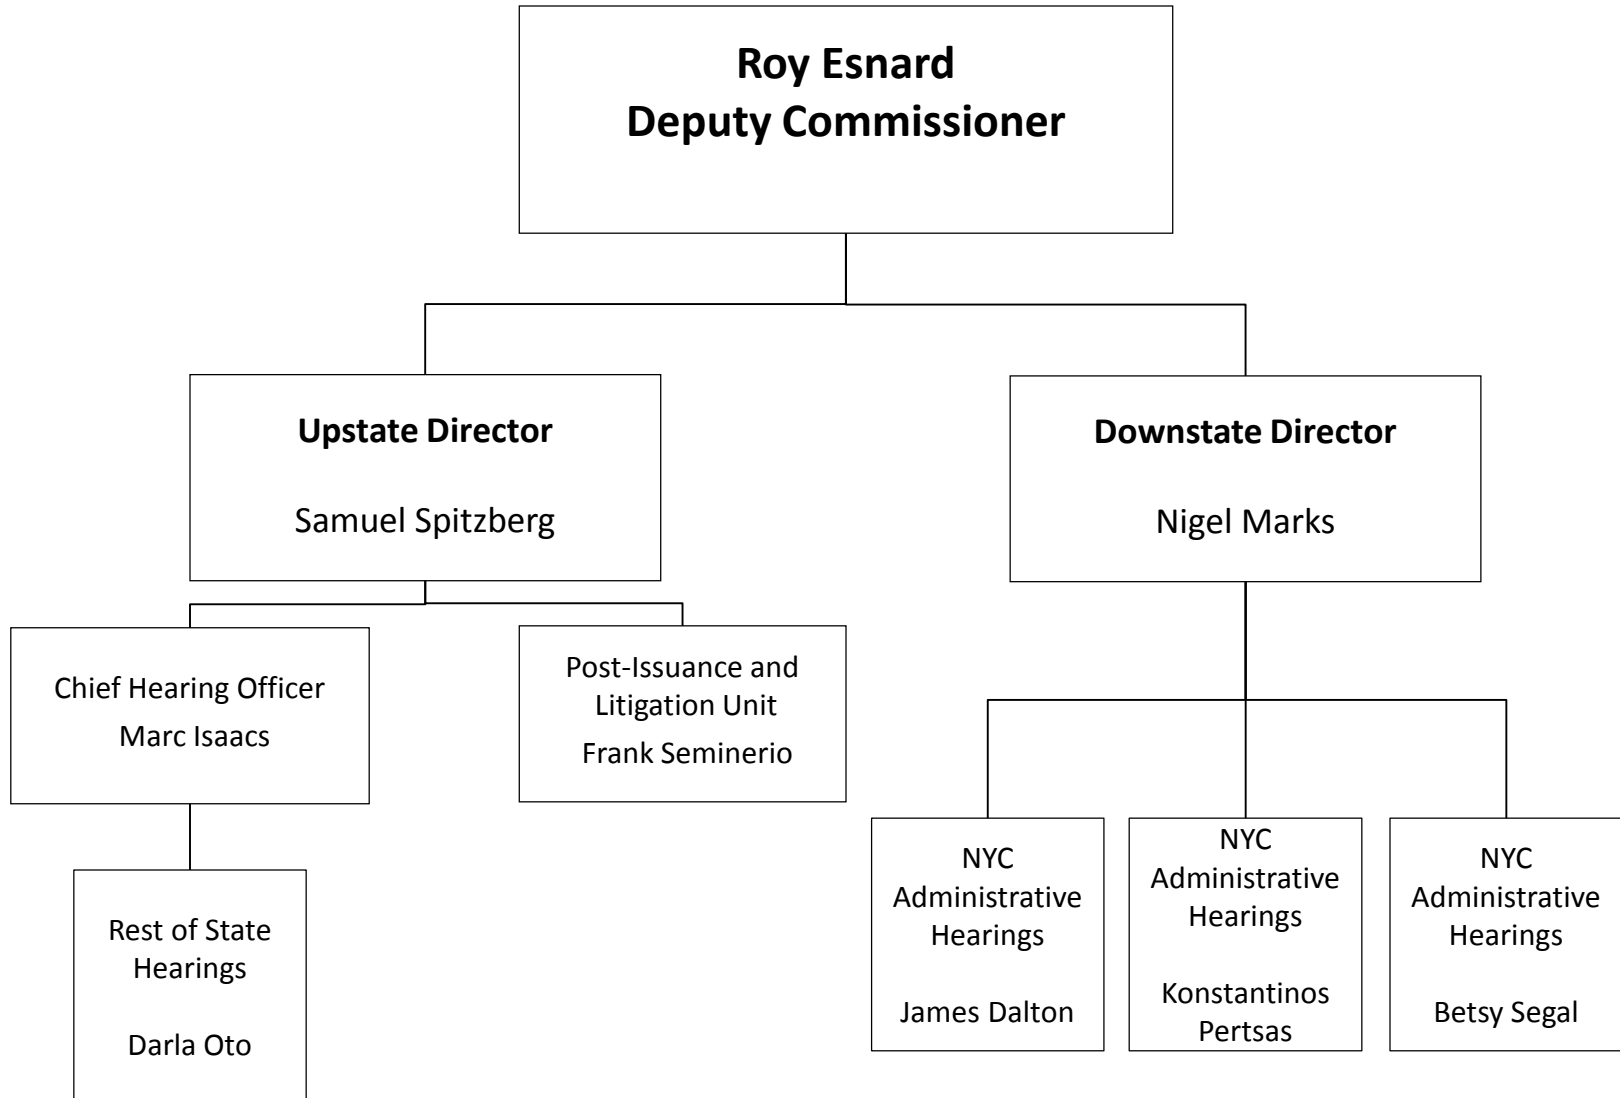 Roy Esnard
Deputy Commissioner
Upstate Director
Samuel Spitzberg
Downstate Director
Nigel Marks
Chief Hearing Officer
Marc Isaacs
Post-Issuance and
Litigation Unit
Frank Seminerio
Rest of State
Hearings
Darla Oto
NYC
Administrative
Hearings
James Dalton
NYC
Administrative
Hearings
Konstantinos
Pertsas
NYC
Administrative
Hearings
Betsy Segal